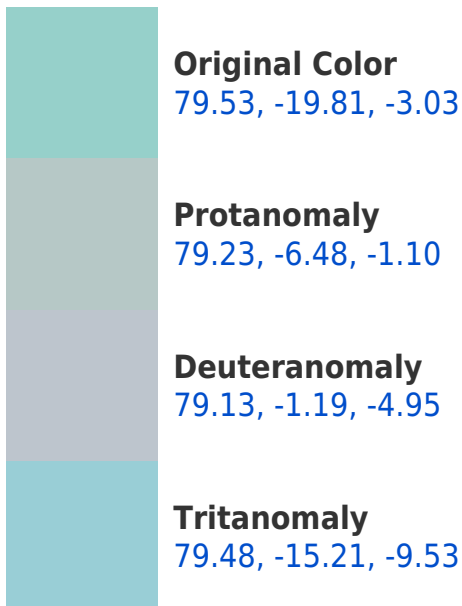 Original Color
79.53, -19.81, -3.03
Protanomaly
79.23, -6.48, -1.10
Deuteranomaly
79.13, -1.19, -4.95
Tritanomaly
79.48, -15.21, -9.53